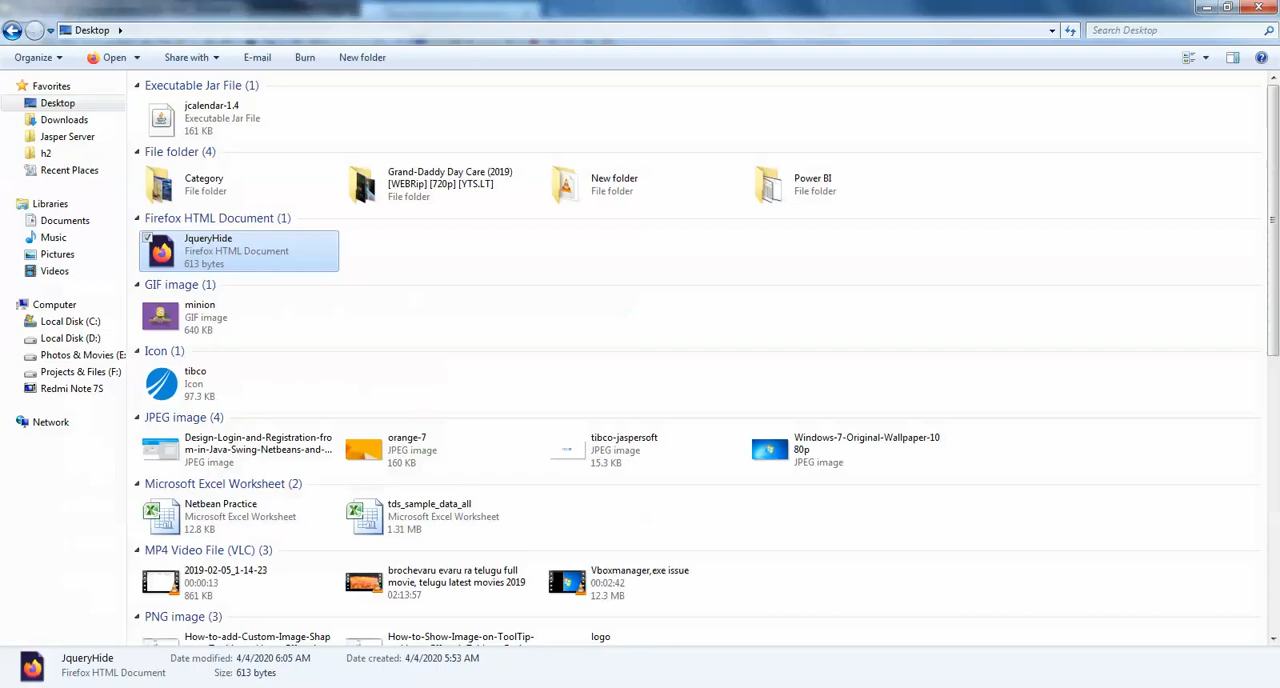 Desktop
Search Desktop
Organize
Open
Share with
E-mail
Burn
New folder
Favorites
Desktop
Downloads
Jasper Server
h2
Recent Places
Libraries
Documents
Music
Pictures
Videos
Computer
Local Disk (C:)
Local Disk (D:)
Photos & Movies (E:
Projects & Files (F:)
Redmi Note 7S
Network
Executable Jar File (1)
jcalendar-1.4
Executable Jar File
161 KB
File folder (4)
Category
File folder
Grand-Daddy Day Care (2019)
[WEBRip] [720p] [YTS.LT]
File folder
New folder
File folder
Power BI
File folder
Firefox HTML Document (1)
JqueryHide
Firefox HTML Document
613 bytes
GIF image (1)
minion
GIF image
640 KB
Icon (1)
tibco
Icon
97.3 KB
JPEG image (4)
Design-Login-and-Registration-fro
m-in-Java-Swing-Netbeans-and-...
JPEG image
orange-7
JPEG image
160 KB
tibco-jaspersoft
JPEG image
15.3 KB
Windows-7-Original-Wallpaper-10
80p
JPEG image
Microsoft Excel Worksheet (2)
Netbean Practice
Microsoft Excel Worksheet
12.8 KB
tds_sample_data_all
Microsoft Excel Worksheet
1.31 MB
MP4 Video File (VLC) (3)
2019-02-05_1-14-23
00:00:13
861 KB
brochevaru evaru ra telugu full
movie, telugu latest movies 2019
02:13:57
Vboxmanager,exe issue
00:02:42
12.3 MB
PNG image (3)
How-to-add-Custom-Image-Shap
How-to-Show-Image-on-ToolTip-
logo
JqueryHide
Firefox HTML Document
Date modified: 4/4/2020 6:05 AM
Size: 613 bytes
Date created: 4/4/2020 5:53 AM